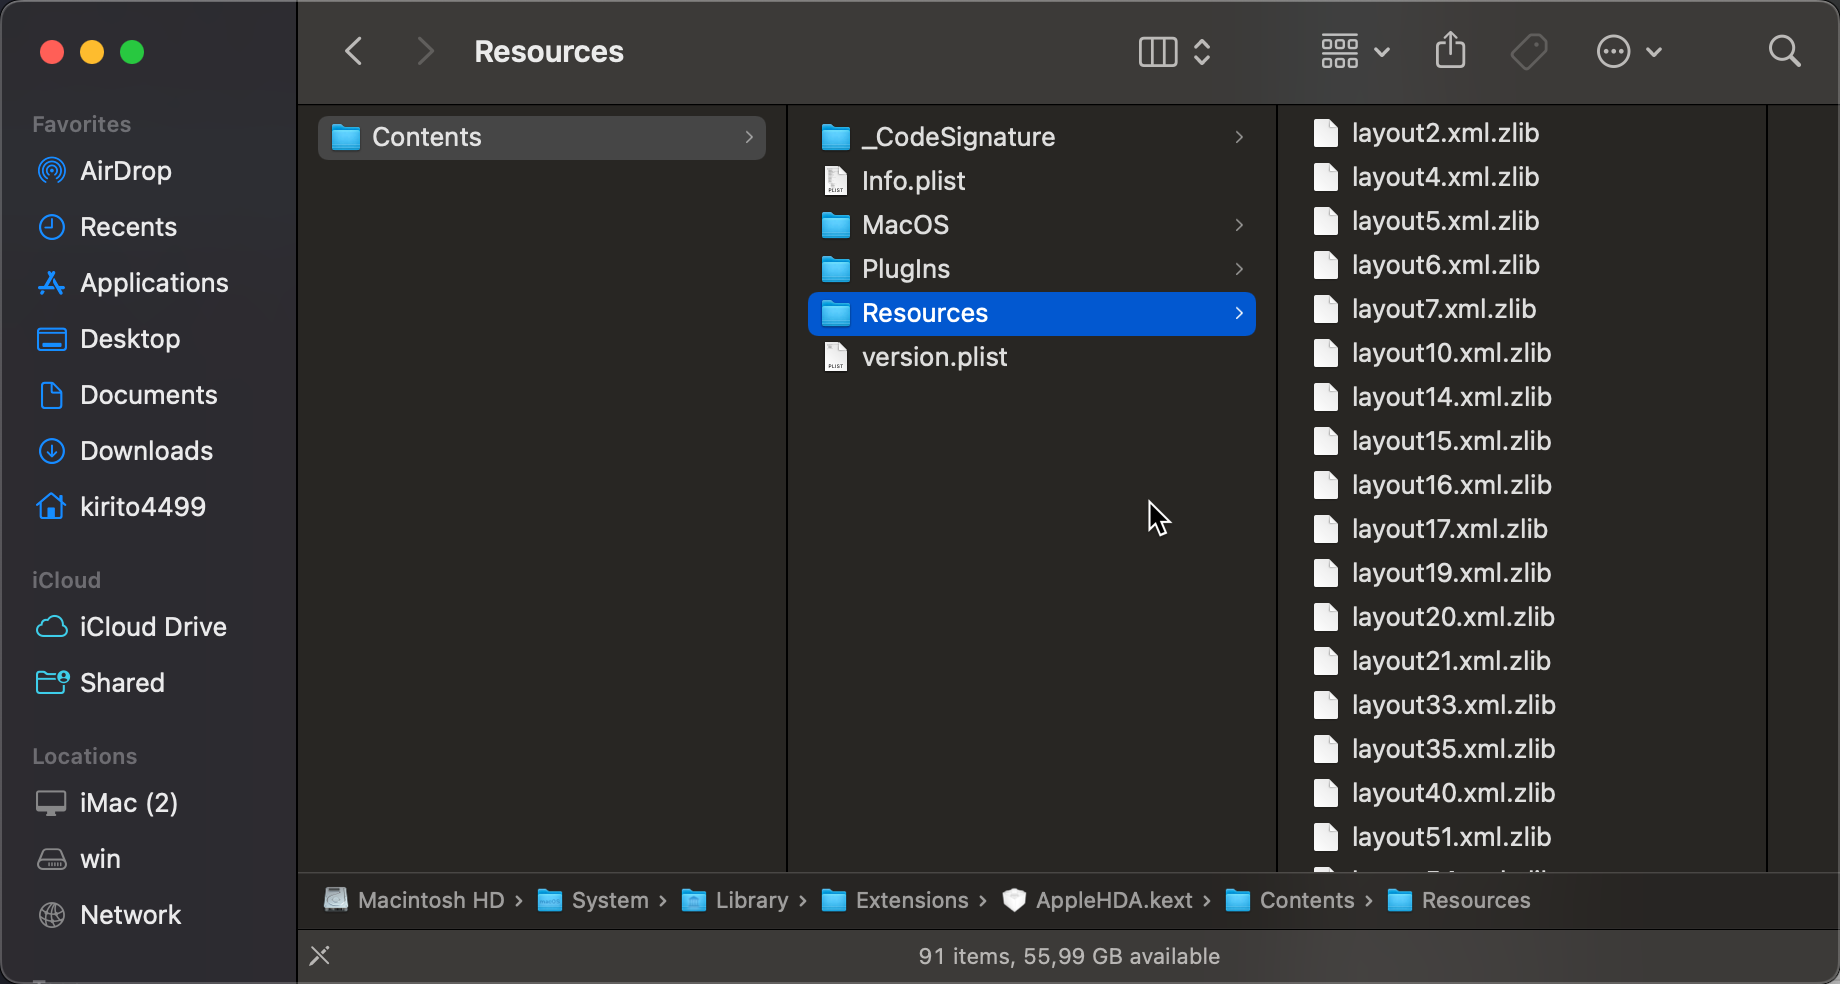 Resources
Favorites
AirDrop
Recents
Applications
Desktop
Documents
Downloads
kirito4499
iCloud
iCloud Drive
Shared
Locations
iMac (2)
win
Network
Contents
_CodeSignature
Info.plist
MacOS
PlugIns
Resources
version.plist
layout2.xml.zlib
layout4.xml.zlib
layout5.xml.zlib
layout6.xml.zlib
layout7.xml.zlib
layout10.xml.zlib
layout14.xml.zlib
layout15.xml.zlib
layout16.xml.zlib
layout17.xml.zlib
layout19.xml.zlib
layout20.xml.zlib
layout21.xml.zlib
layout33.xml.zlib
layout35.xml.zlib
layout40.xml.zlib
layout51.xml.zlib
Macintosh HD › System › Library › Extensions › AppleHDA.kext › Contents › Resources
91 items, 55,99 GB available